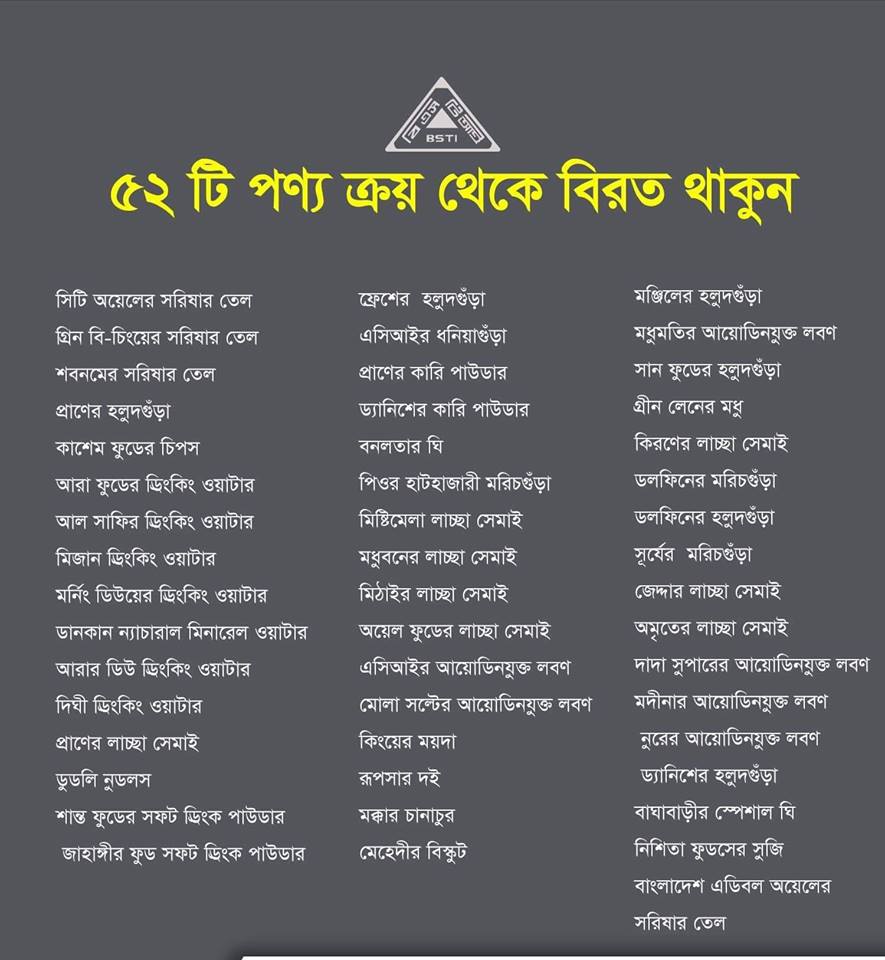 বিএসটিআই
BSTI
৫২ টি পণ্য ক্রয় থেকে বিরত থাকুন
সিটি অয়েলের সরিষার তেল
গ্রিন বি-চিংয়ের সরিষার তেল
শবনমের সরিষার তেল
প্রাণের হলুদগুঁড়া
কাশেম ফুডের চিপস
আরা ফুডের ড্রিংকিং ওয়াটার
আল সাফির ড্রিংকিং ওয়াটার
মিজান ড্রিংকিং ওয়াটার
মর্নিং ডিউয়ের ড্রিংকিং ওয়াটার
ডানকান ন্যাচারাল মিনারেল ওয়াটার
আরার ডিউ ড্রিংকিং ওয়াটার
দিঘী ড্রিংকিং ওয়াটার
প্রাণের লাচ্ছা সেমাই
ডুডলি নুডলস
শান্ত ফুডের সফট ড্রিংক পাউডার
জাহাঙ্গীর ফুড সফট ড্রিংক পাউডার
ফ্রেশের হলুদগুঁড়া
এসিআইর ধনিয়াগুঁড়া
প্রাণের কারি পাউডার
ড্যানিশের কারি পাউডার
বনলতার ঘি
পিওর হাটহাজারী মরিচগুঁড়া
মিষ্টিমেলা লাচ্ছা সেমাই
মধুবনের লাচ্ছা সেমাই
মিঠাইর লাচ্ছা সেমাই
অয়েল ফুডের লাচ্ছা সেমাই
এসিআইর আয়োডিনযুক্ত লবণ
মোলা সল্টের আয়োডিনযুক্ত লবণ
কিংয়ের ময়দা
রূপসার দই
মক্কার চানাচুর
মেহেদীর বিস্কুট
মঞ্জিলের হলুদগুঁড়া
মধুমতির আয়োডিনযুক্ত লবণ
সান ফুডের হলুদগুঁড়া
গ্রীন লেনের মধু
কিরণের লাচ্ছা সেমাই
ডলফিনের মরিচগুঁড়া
ডলফিনের হলুদগুঁড়া
সূর্যের মরিচগুঁড়া
জেদ্দার লাচ্ছা সেমাই
অমৃতের লাচ্ছা সেমাই
দাদা সুপারের আয়োডিনযুক্ত লবণ
মদীনার আয়োডিনযুক্ত লবণ
নুরের আয়োডিনযুক্ত লবণ
ড্যানিশের হলুদগুঁড়া
বাঘাবাড়ীর স্পেশাল ঘি
নিশিতা ফুডসের সুজি
বাংলাদেশ এডিবল অয়েলের
সরিষার তেল